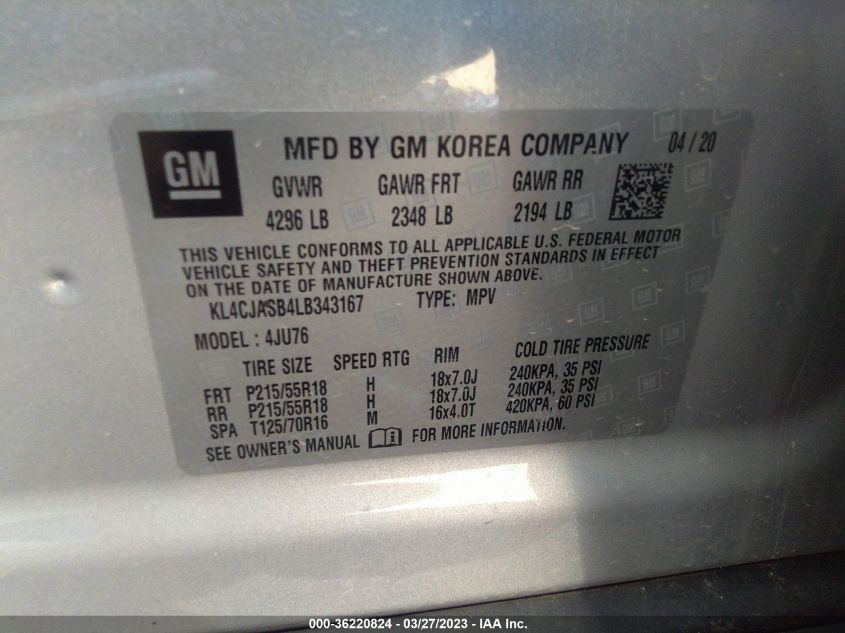 GM
MFD BY GM KOREA COMPANY 04/20
GVWR GAWR FRT GAWR RR
4296 LB 2348 LB 2194 LB
THIS VEHICLE CONFORMS TO ALL APPLICABLE U.S. FEDERAL MOTOR
VEHICLE SAFETY AND THEFT PREVENTION STANDARDS IN EFFECT
ON THE DATE OF MANUFACTURE SHOWN ABOVE.
KL4CJASB4LB343167 TYPE: MPV
MODEL: 4JU76
TIRE SIZE SPEED RTG RIM COLD TIRE PRESSURE
FRT P215/55R18 H 18x7.0J 240KPA, 35 PSI
RR P215/55R18 H 18x7.0J 240KPA, 35 PSI
SPA T125/70R16 M 16x4.0T 420KPA, 60 PSI
SEE OWNER'S MANUAL FOR MORE INFORMATION.
000-36220824 — 03/27/2023 — IAA Inc.